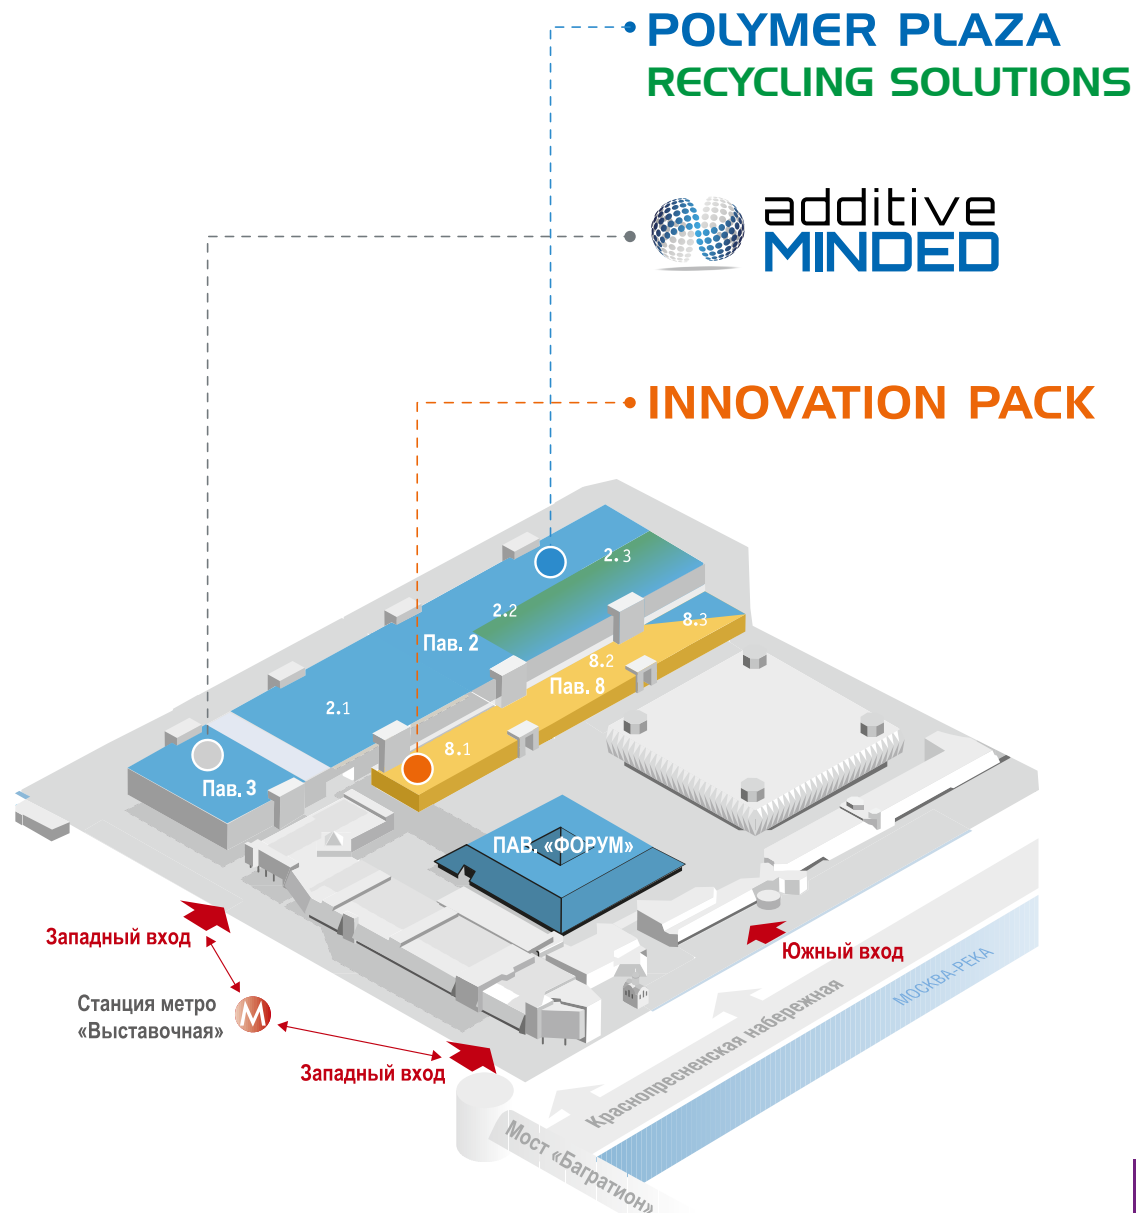 POLYMER PLAZA
RECYCLING SOLUTIONS
additive
MINDED
INNOVATION PACK
2.3
2.2
8.3
Пав. 2
8.2
Пав. 8
2.1
8.1
Пав. 3
ПАВ. «ФОРУМ»
Западный вход
Южный вход
МОСКВА-РЕКА
Станция метро
«Выставочная»
М
Краснопресненская набережная
Западный вход
Мост «Багратион»